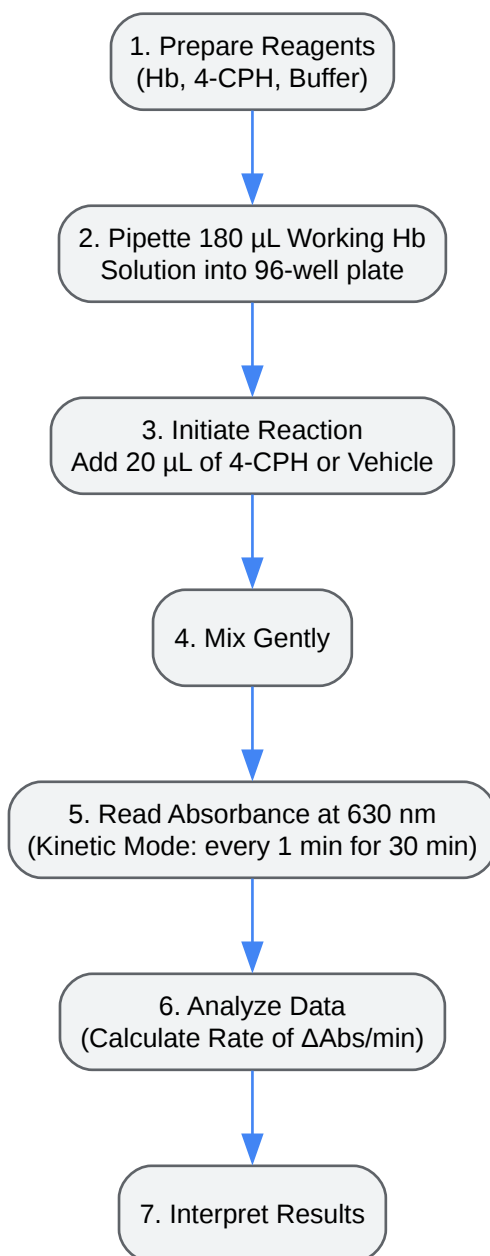 1. Prepare Reagents
(Hb, 4-CPH, Buffer)
2. Pipette 180 µL Working Hb
Solution into 96-well plate
3. Initiate Reaction
Add 20 µL of 4-CPH or Vehicle
4. Mix Gently
5. Read Absorbance at 630 nm
(Kinetic Mode: every 1 min for 30 min)
6. Analyze Data
(Calculate Rate of ΔAbs/min)
7. Interpret Results